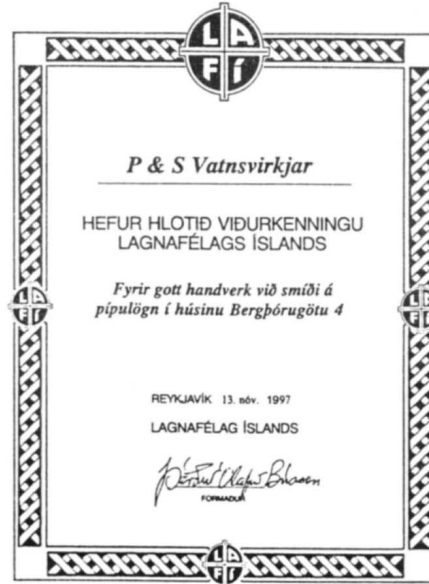 L A
F Í
P & S Vatnsvirkjar
HEFUR HLOTIÐ VIÐURKENNINGU
LAGNAFÉLAGS ÍSLANDS
Fyrir gott handverk við smíði á
pípulögn í húsinu Bergþórugötu 4
L A
F Í
L A
F Í
REYKJAVÍK 13. nóv. 1997
LAGNAFÉLAG ÍSLANDS
FORMAÐUR
L A
F Í